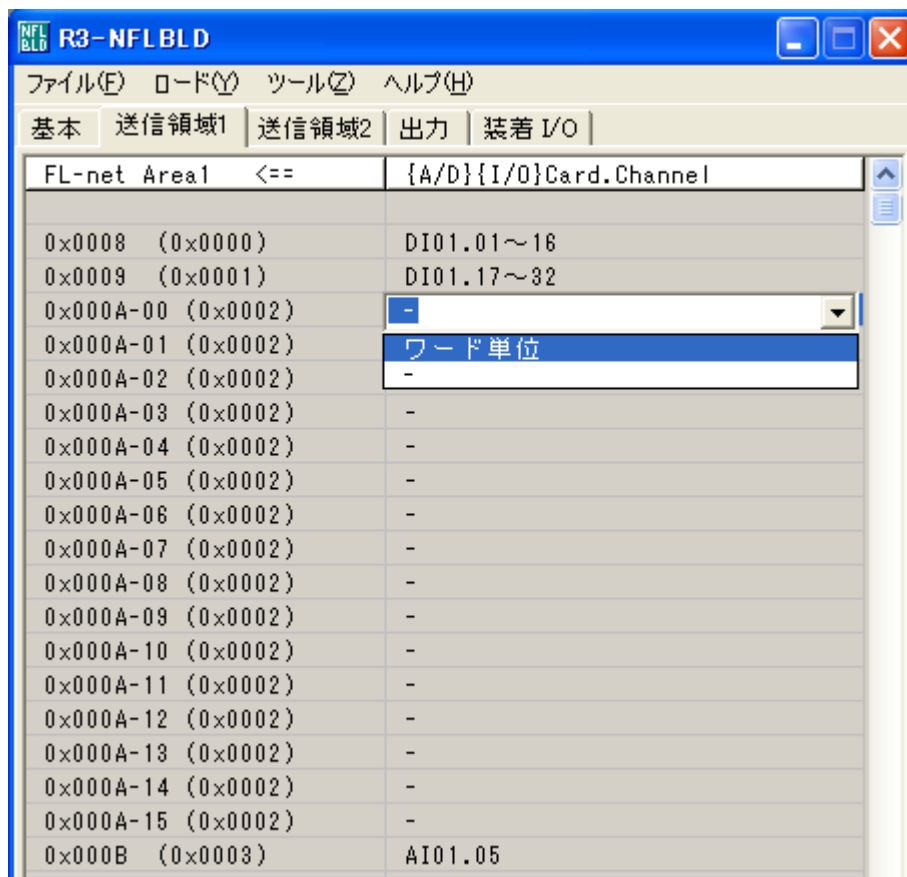 NFL BLD R3-NFLBLD
ファイル(F) ロード(Y) ツール(Z) ヘルプ(H)
基本 送信領域1 送信領域2 出力 装着 I/O
FL-net Area1 <== {A/D}{I/O}Card.Channel
0x0008 (0x0000) DI01.01～16
0x0009 (0x0001) DI01.17～32
0x000A-00 (0x0002) -
0x000A-01 (0x0002) ワード単位
0x000A-02 (0x0002) -
0x000A-03 (0x0002) -
0x000A-04 (0x0002) -
0x000A-05 (0x0002) -
0x000A-06 (0x0002) -
0x000A-07 (0x0002) -
0x000A-08 (0x0002) -
0x000A-09 (0x0002) -
0x000A-10 (0x0002) -
0x000A-11 (0x0002) -
0x000A-12 (0x0002) -
0x000A-13 (0x0002) -
0x000A-14 (0x0002) -
0x000A-15 (0x0002) -
0x000B (0x0003) AI01.05